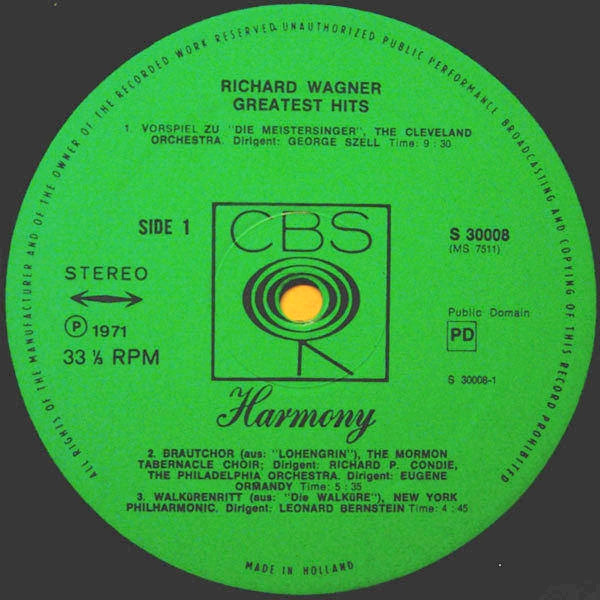 ALL RIGHTS OF THE MANUFACTURER AND OF THE OWNER OF THE RECORDED WORK RESERVED. UNAUTHORIZED PUBLIC PERFORMANCE BROADCASTING AND COPYING OF THIS RECORD PROHIBITED
RICHARD WAGNER
GREATEST HITS
1. VORSPIEL ZU "DIE MEISTERSINGER", THE CLEVELAND
ORCHESTRA. Dirigent: GEORGE SZELL Time: 9 : 30
SIDE 1
STEREO
℗ 1971
33 ⅓ RPM
CBS
S 30008
(MS 7511)
Public Domain
PD
S 30008-1
Harmony
2. BRAUTCHOR (aus: "LOHENGRIN"), THE MORMON
TABERNACLE CHOIR; Dirigent: RICHARD P. CONDIE,
THE PHILADELPHIA ORCHESTRA. Dirigent: EUGENE
ORMANDY Time: 5 : 35
3. WALKüRENRITT (aus: "Die WALKüRE"), NEW YORK
PHILHARMONIC. Dirigent: LEONARD BERNSTEIN Time: 4 : 45
MADE IN HOLLAND